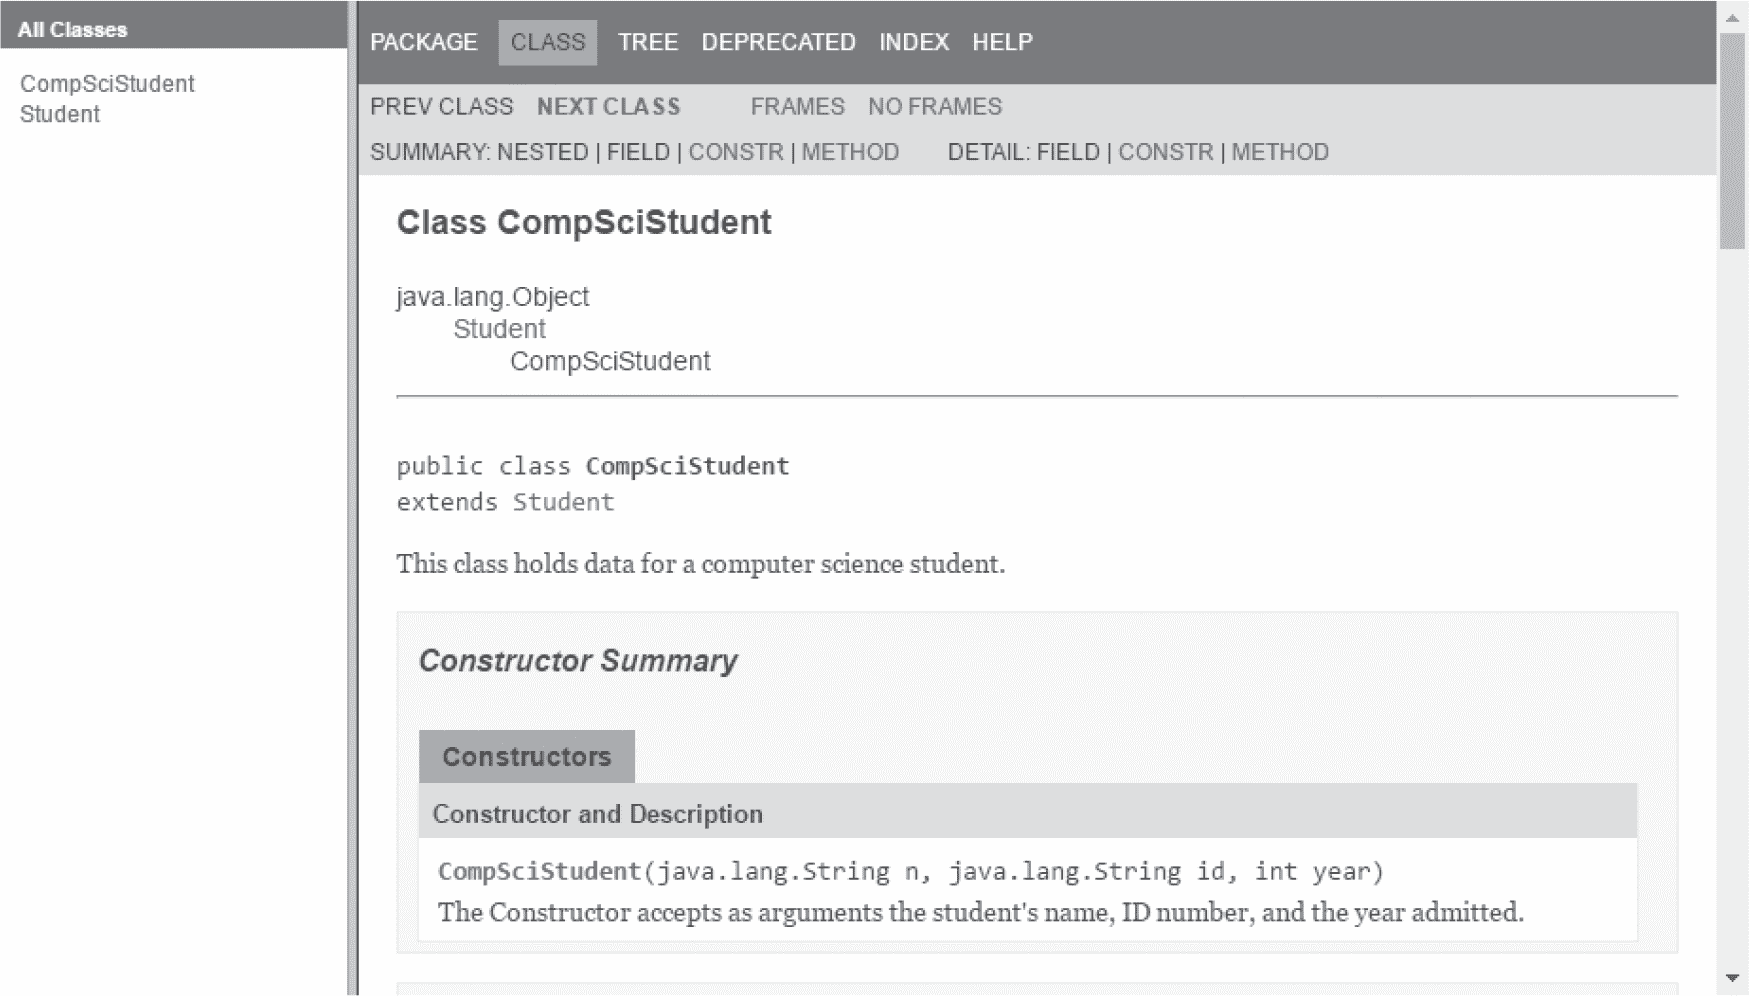 All Classes
CompSciStudent
Student
PACKAGE CLASS TREE DEPRECATED INDEX HELP
PREV CLASS NEXT CLASS FRAMES NO FRAMES
SUMMARY: NESTED | FIELD | CONSTR | METHOD DETAIL: FIELD | CONSTR | METHOD
Class CompSciStudent
java.lang.Object
Student
CompSciStudent
public class CompSciStudent
extends Student
This class holds data for a computer science student.
Constructor Summary
Constructors
Constructor and Description
CompSciStudent(java.lang.String n, java.lang.String id, int year)
The Constructor accepts as arguments the student's name, ID number, and the year admitted.